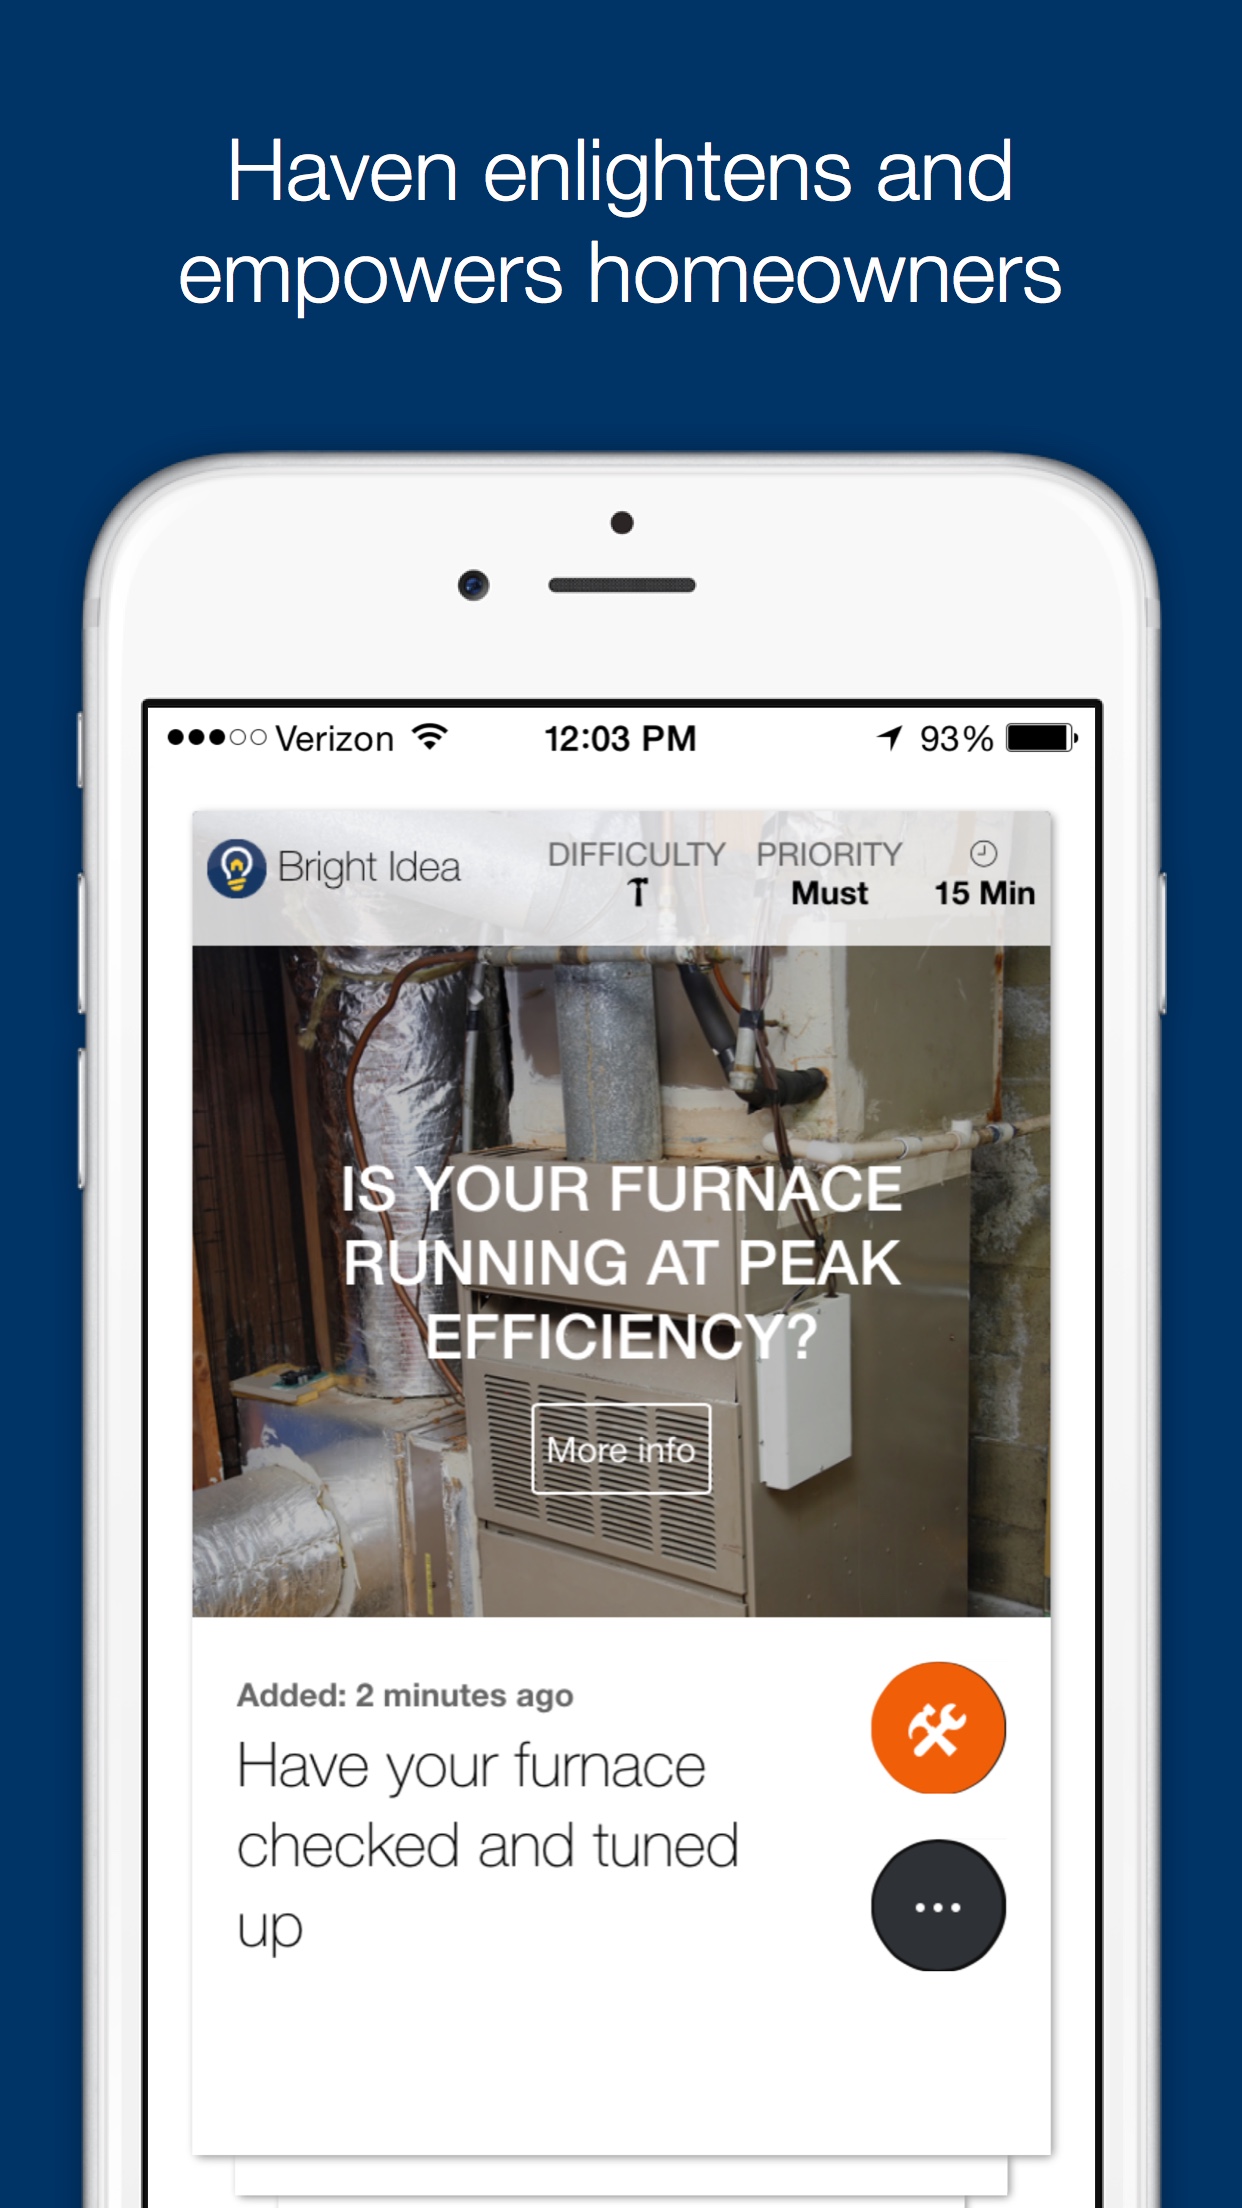 Haven enlightens and
empowers homeowners
Verizon 12:03 PM 93%
Bright Idea
DIFFICULTY PRIORITY
Must 15 Min
IS YOUR FURNACE
RUNNING AT PEAK
EFFICIENCY?
More info
Added: 2 minutes ago
Have your furnace
checked and tuned
up